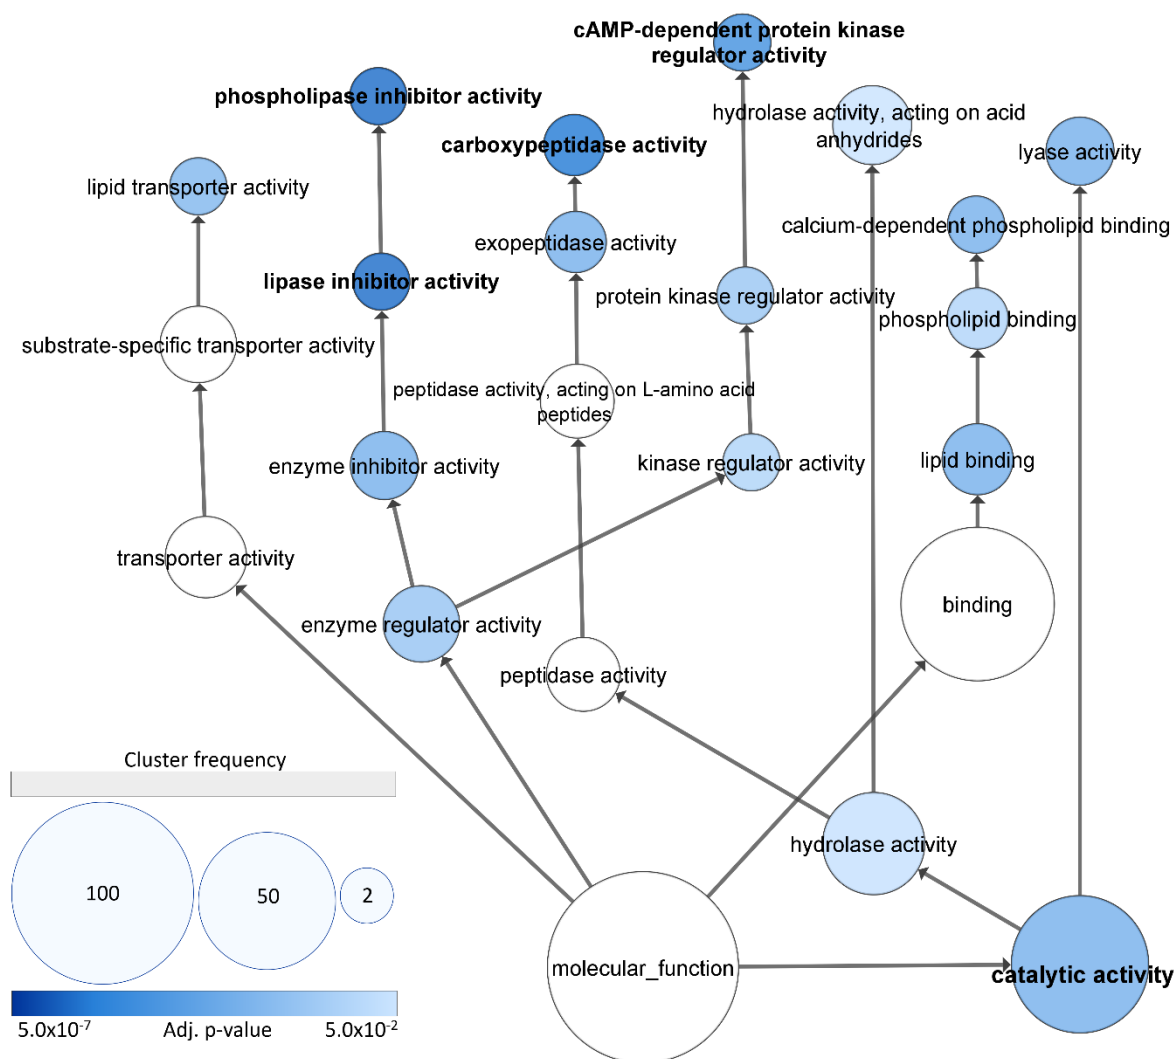 cAMP-dependent protein kinase
regulator activity
phospholipase inhibitor activity
hydrolase activity, acting on acid
anhydrides
carboxypeptidase activity
lyase activity
lipid transporter activity
calcium-dependent phospholipid binding
exopeptidase activity
lipase inhibitor activity
protein kinase regulator activity
phospholipid binding
substrate-specific transporter activity
peptidase activity, acting on L-amino acid
peptides
enzyme inhibitor activity
kinase regulator activity
lipid binding
transporter activity
binding
enzyme regulator activity
peptidase activity
Cluster frequency
hydrolase activity
100
50
2
molecular_function
catalytic activity
5.0x10⁻⁷
Adj. p-value
5.0x10⁻²